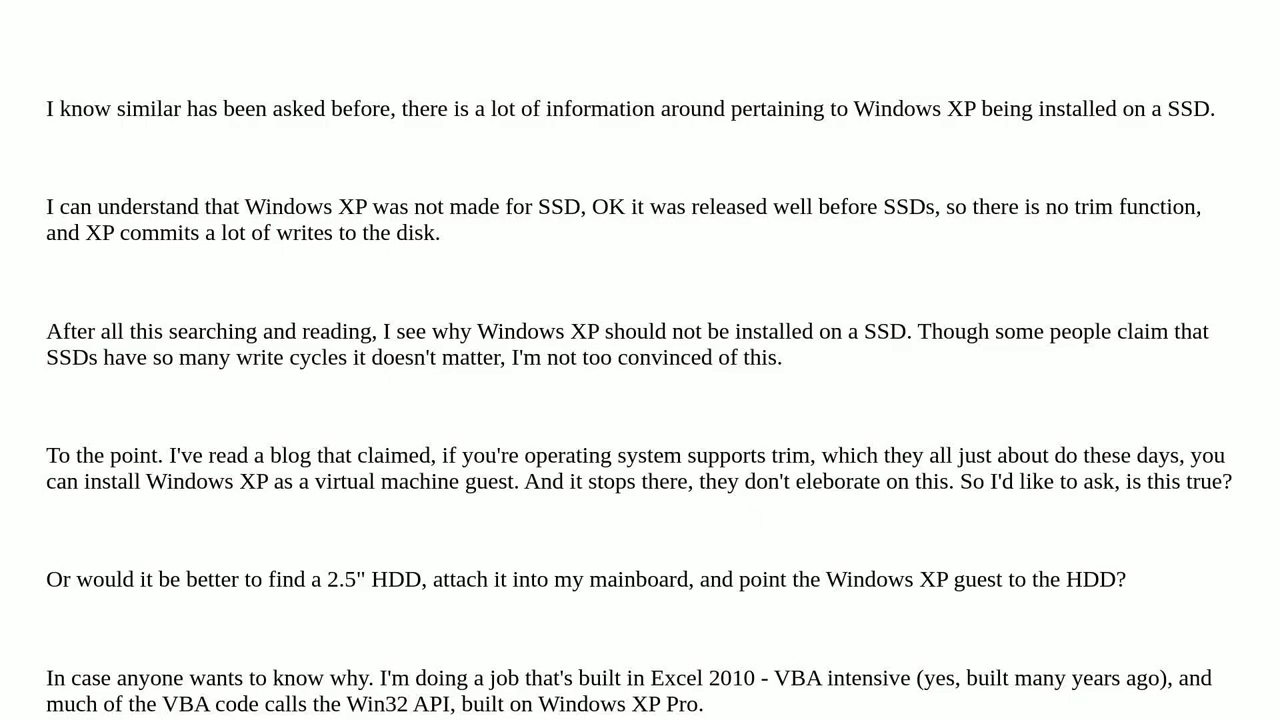 I know similar has been asked before, there is a lot of information around pertaining to Windows XP being installed on a SSD.
I can understand that Windows XP was not made for SSD, OK it was released well before SSDs, so there is no trim function,
and XP commits a lot of writes to the disk.
After all this searching and reading, I see why Windows XP should not be installed on a SSD. Though some people claim that
SSDs have so many write cycles it doesn't matter, I'm not too convinced of this.
To the point. I've read a blog that claimed, if you're operating system supports trim, which they all just about do these days, you
can install Windows XP as a virtual machine guest. And it stops there, they don't eleborate on this. So I'd like to ask, is this true?
Or would it be better to find a 2.5" HDD, attach it into my mainboard, and point the Windows XP guest to the HDD?
In case anyone wants to know why. I'm doing a job that's built in Excel 2010 - VBA intensive (yes, built many years ago), and
much of the VBA code calls the Win32 API, built on Windows XP Pro.